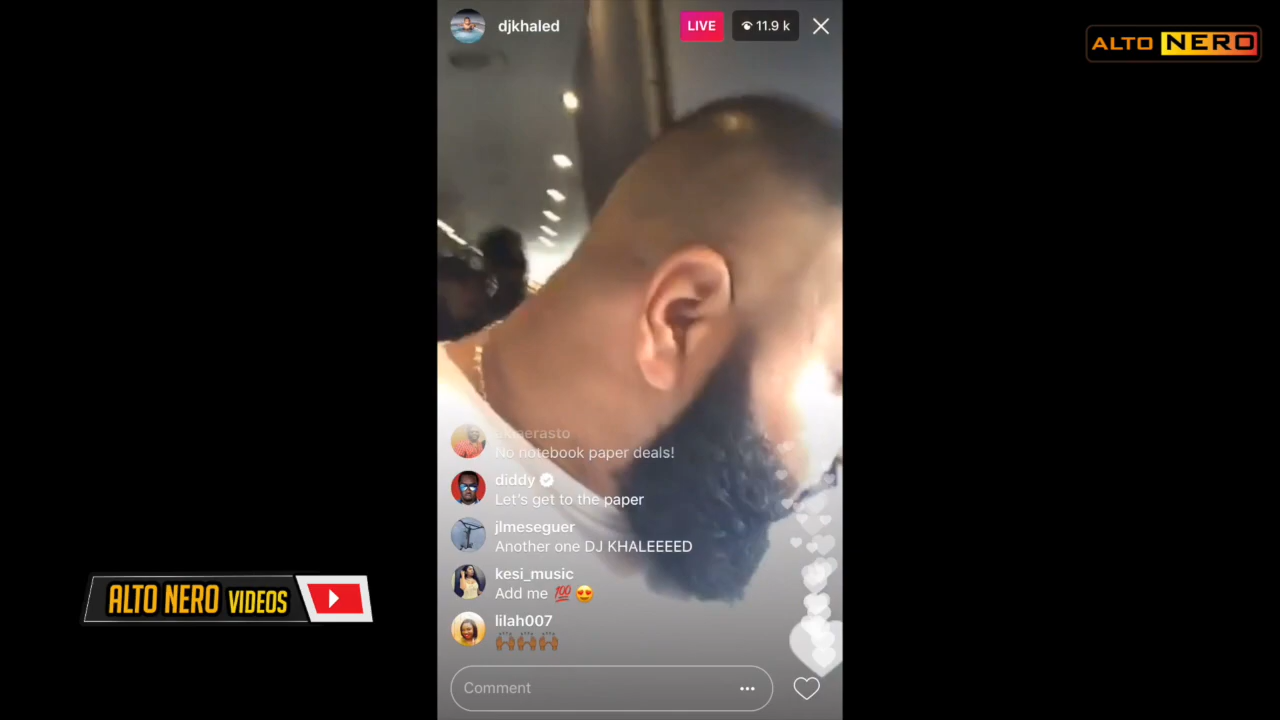 djkhaled
LIVE
11.9 k
ALTO NERO
No notebook paper deals!
diddy
Let's get to the paper
jlmeseguer
Another one DJ KHALEEEED
kesi_music
Add me 💯 😍
lilah007
🙌🏾🙌🏾🙌🏾
ALTO NERO VIDEOS
Comment